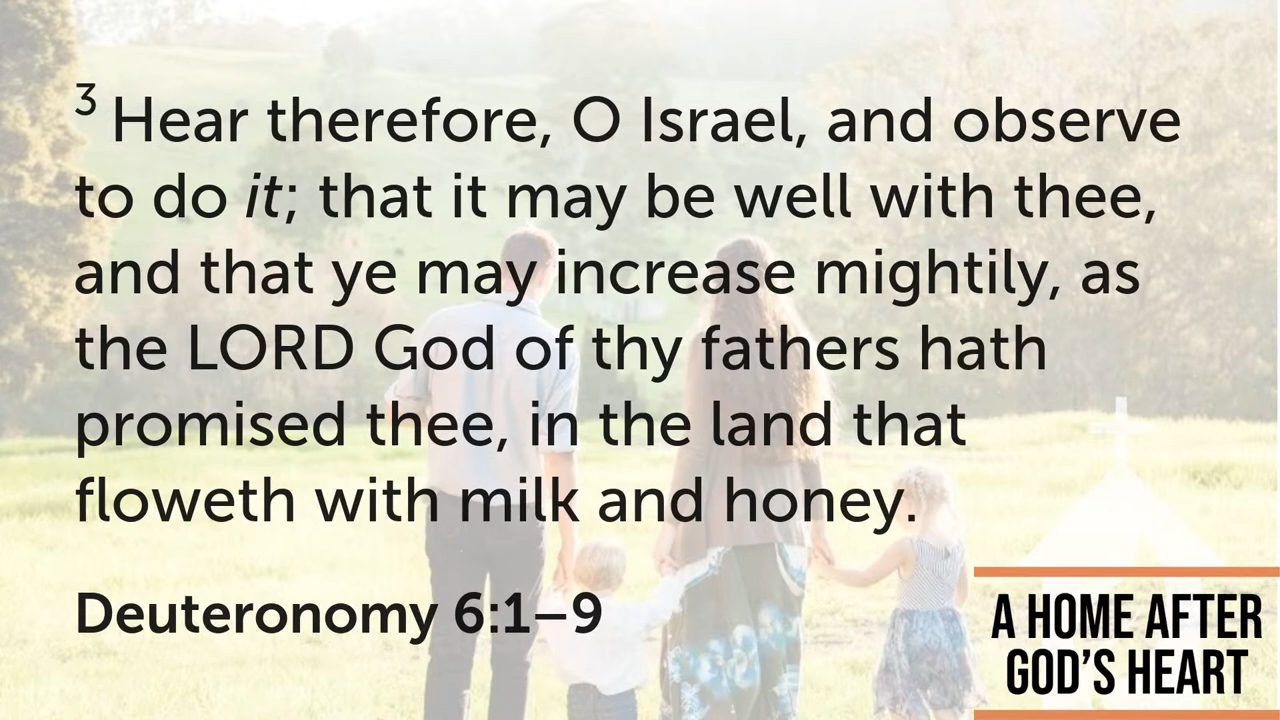 3 Hear therefore, O Israel, and observe
to do it; that it may be well with thee,
and that ye may increase mightily, as
the LORD God of thy fathers hath
promised thee, in the land that
floweth with milk and honey.
Deuteronomy 6:1–9
A HOME AFTER
GOD’S HEART